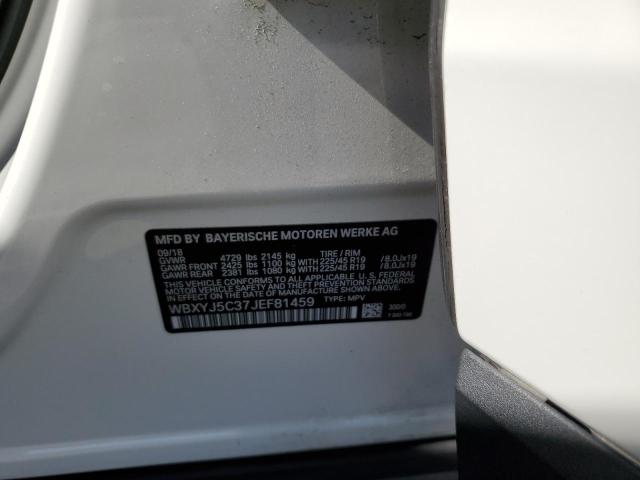 MFD BY BAYERISCHE MOTOREN WERKE AG
09/18
GVWR 4729 lbs 2145 kg TIRE / RIM
GAWR FRONT 2425 lbs 1100 kg WITH 225/45 R19 / 8.0Jx19
GAWR REAR 2381 lbs 1080 kg WITH 225/45 R19 / 8.0Jx19
THIS VEHICLE CONFORMS TO ALL APPLICABLE U. S. FEDERAL
MOTOR VEHICLE SAFETY, BUMPER AND THEFT PREVENTION
STANDARDS IN EFFECT ON THE DATE OF MANUFACTURE SHOWN ABOVE.
WBXYJ5C37JEF81459 TYPE: MPV
300/0